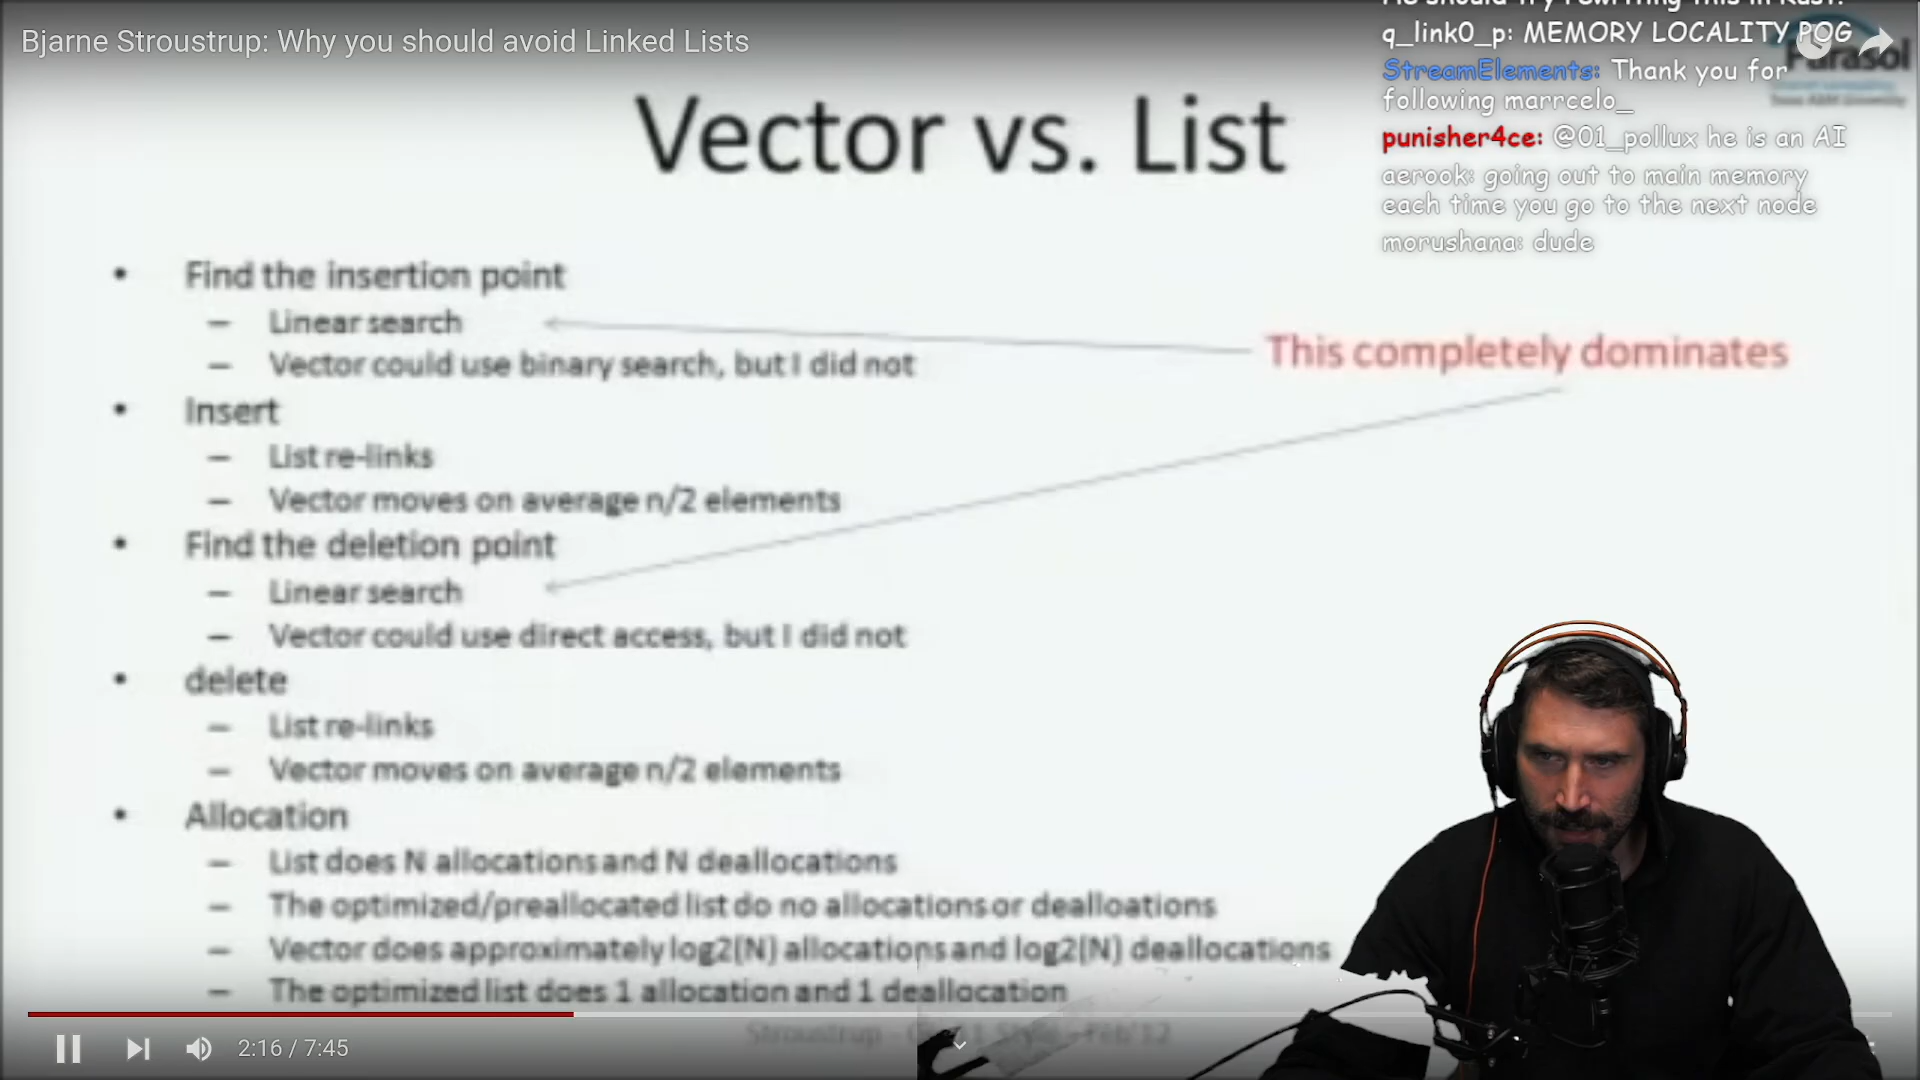 Bjarne Stroustrup: Why you should avoid Linked Lists
q_link0_p: MEMORY LOCALITY POG
StreamElements: Thank you for
following marrcelo_
punisher4ce: @01_pollux he is an AI
aerook: going out to main memory
each time you go to the next node
morushana: dude
Parasol
Vector vs. List
• Find the insertion point
– Linear search
– Vector could use binary search, but I did not
This completely dominates
• Insert
– List re-links
– Vector moves on average n/2 elements
• Find the deletion point
– Linear search
– Vector could use direct access, but I did not
• delete
– List re-links
– Vector moves on average n/2 elements
• Allocation
– List does N allocations and N deallocations
– The optimized/preallocated list do no allocations or dealloations
– Vector does approximately log2(N) allocations and log2(N) deallocations
– The optimized list does 1 allocation and 1 deallocation
Stroustrup - Style - Feb'12
2:16 / 7:45